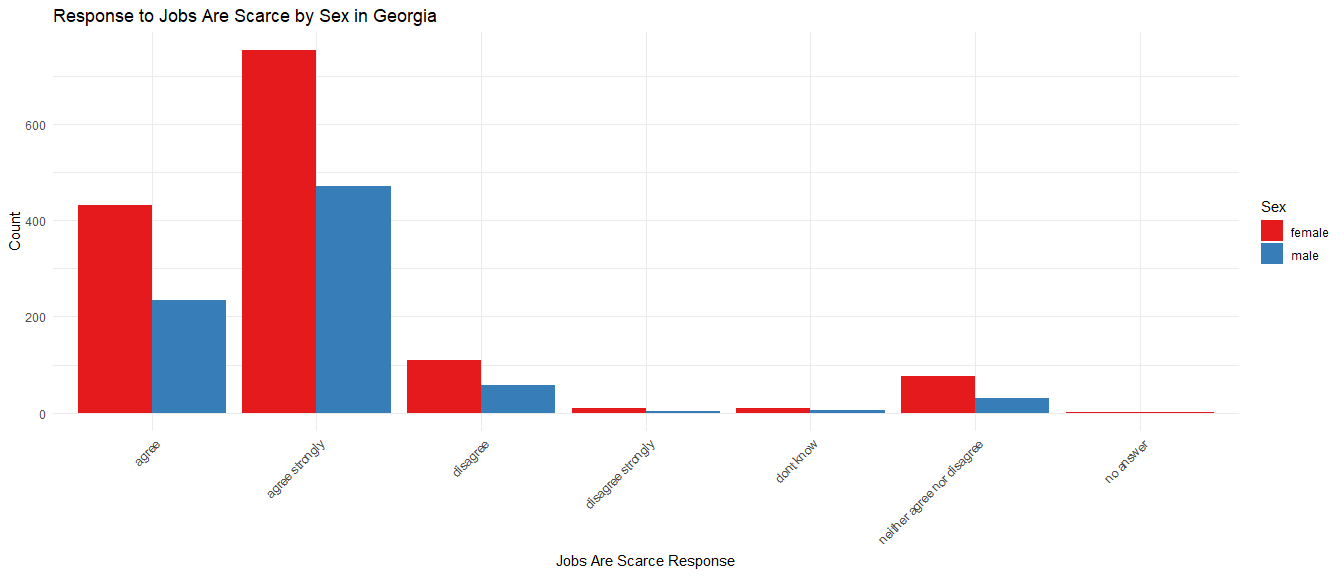 Response to Jobs Are Scarce by Sex in Georgia
Count
600
400
200
0
agree
agree strongly
disagree
disagree strongly
dont know
neither agree nor disagree
no answer
Jobs Are Scarce Response
Sex
female
male